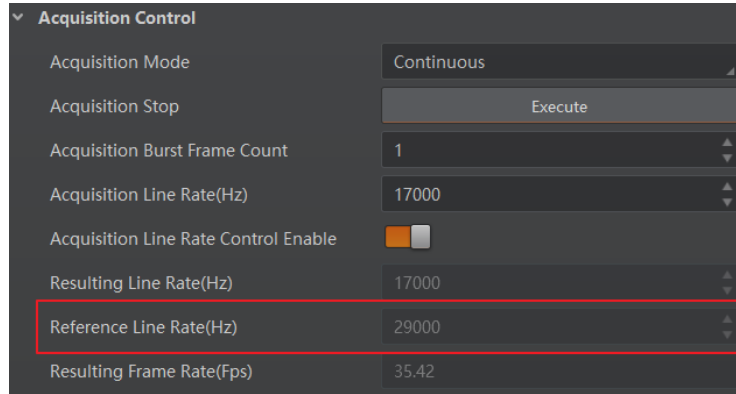 Acquisition Control
Acquisition Mode Continuous
Acquisition Stop Execute
Acquisition Burst Frame Count 1
Acquisition Line Rate(Hz) 17000
Acquisition Line Rate Control Enable
Resulting Line Rate(Hz) 17000
Reference Line Rate(Hz) 29000
Resulting Frame Rate(Fps) 35.42